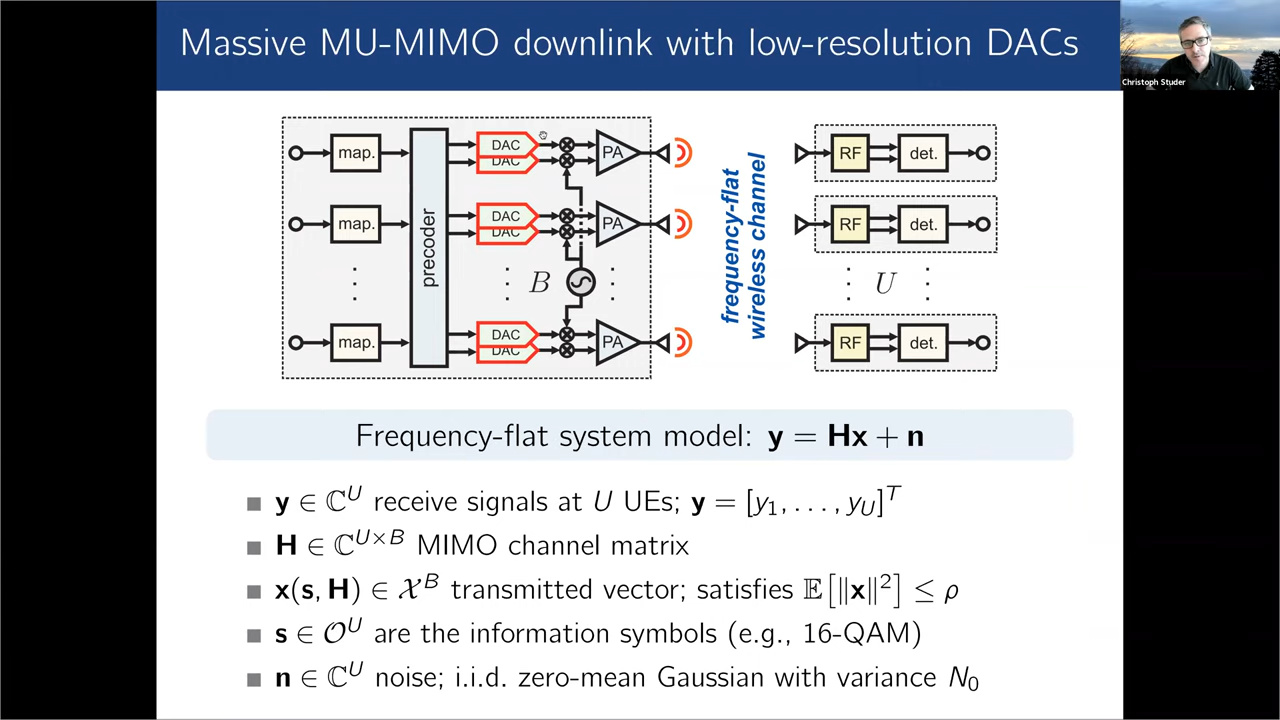 Massive MU-MIMO downlink with low-resolution DACs
Christoph Studer
map. precoder DAC DAC PA RF det.
map. DAC DAC PA RF det.
B U
map. DAC DAC PA RF det.
frequency-flat
wireless channel
Frequency-flat system model: y = Hx + n
y ∈ ℂ^U receive signals at U UEs; y = [y_1, . . . , y_U]^T
H ∈ ℂ^{U×B} MIMO channel matrix
x(s, H) ∈ 𝒳^B transmitted vector; satisfies 𝔼[‖x‖^2] ≤ ρ
s ∈ 𝒪^U are the information symbols (e.g., 16-QAM)
n ∈ ℂ^U noise; i.i.d. zero-mean Gaussian with variance N_0